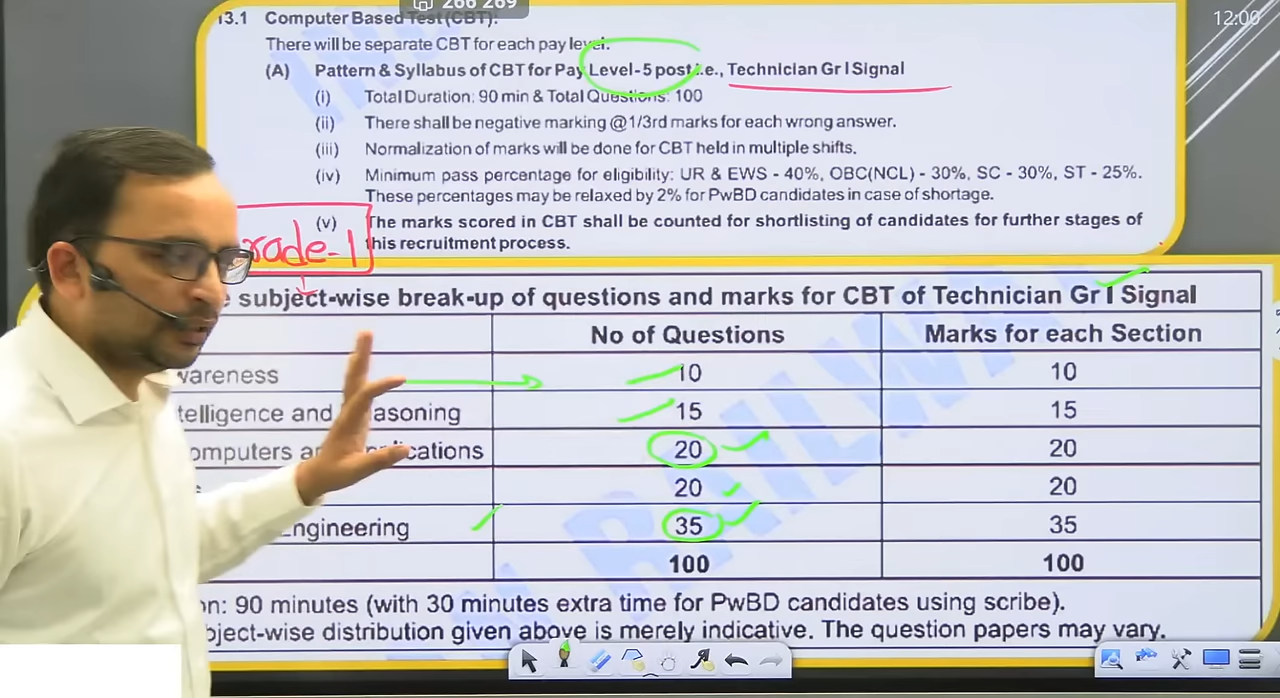 266 269
12:00
13.1 Computer Based Test (CBT):
There will be separate CBT for each pay level.
(A) Pattern & Syllabus of CBT for Pay Level-5 post i.e., Technician Gr I Signal
(i) Total Duration: 90 min & Total Questions: 100
(ii) There shall be negative marking @1/3rd marks for each wrong answer.
(iii) Normalization of marks will be done for CBT held in multiple shifts.
(iv) Minimum pass percentage for eligibility: UR & EWS - 40%, OBC(NCL) - 30%, SC - 30%, ST - 25%.
These percentages may be relaxed by 2% for PwBD candidates in case of shortage.
(v) The marks scored in CBT shall be counted for shortlisting of candidates for further stages of
this recruitment process.
rade-1
subject-wise break-up of questions and marks for CBT of Technician Gr I Signal
No of Questions Marks for each Section
wareness 10 10
telligence and asoning 15 15
omputers a cations 20 20
20 20
Engineering 35 35
100 100
on: 90 minutes (with 30 minutes extra time for PwBD candidates using scribe).
bject-wise distribution given above is merely indicative. The question papers may vary.